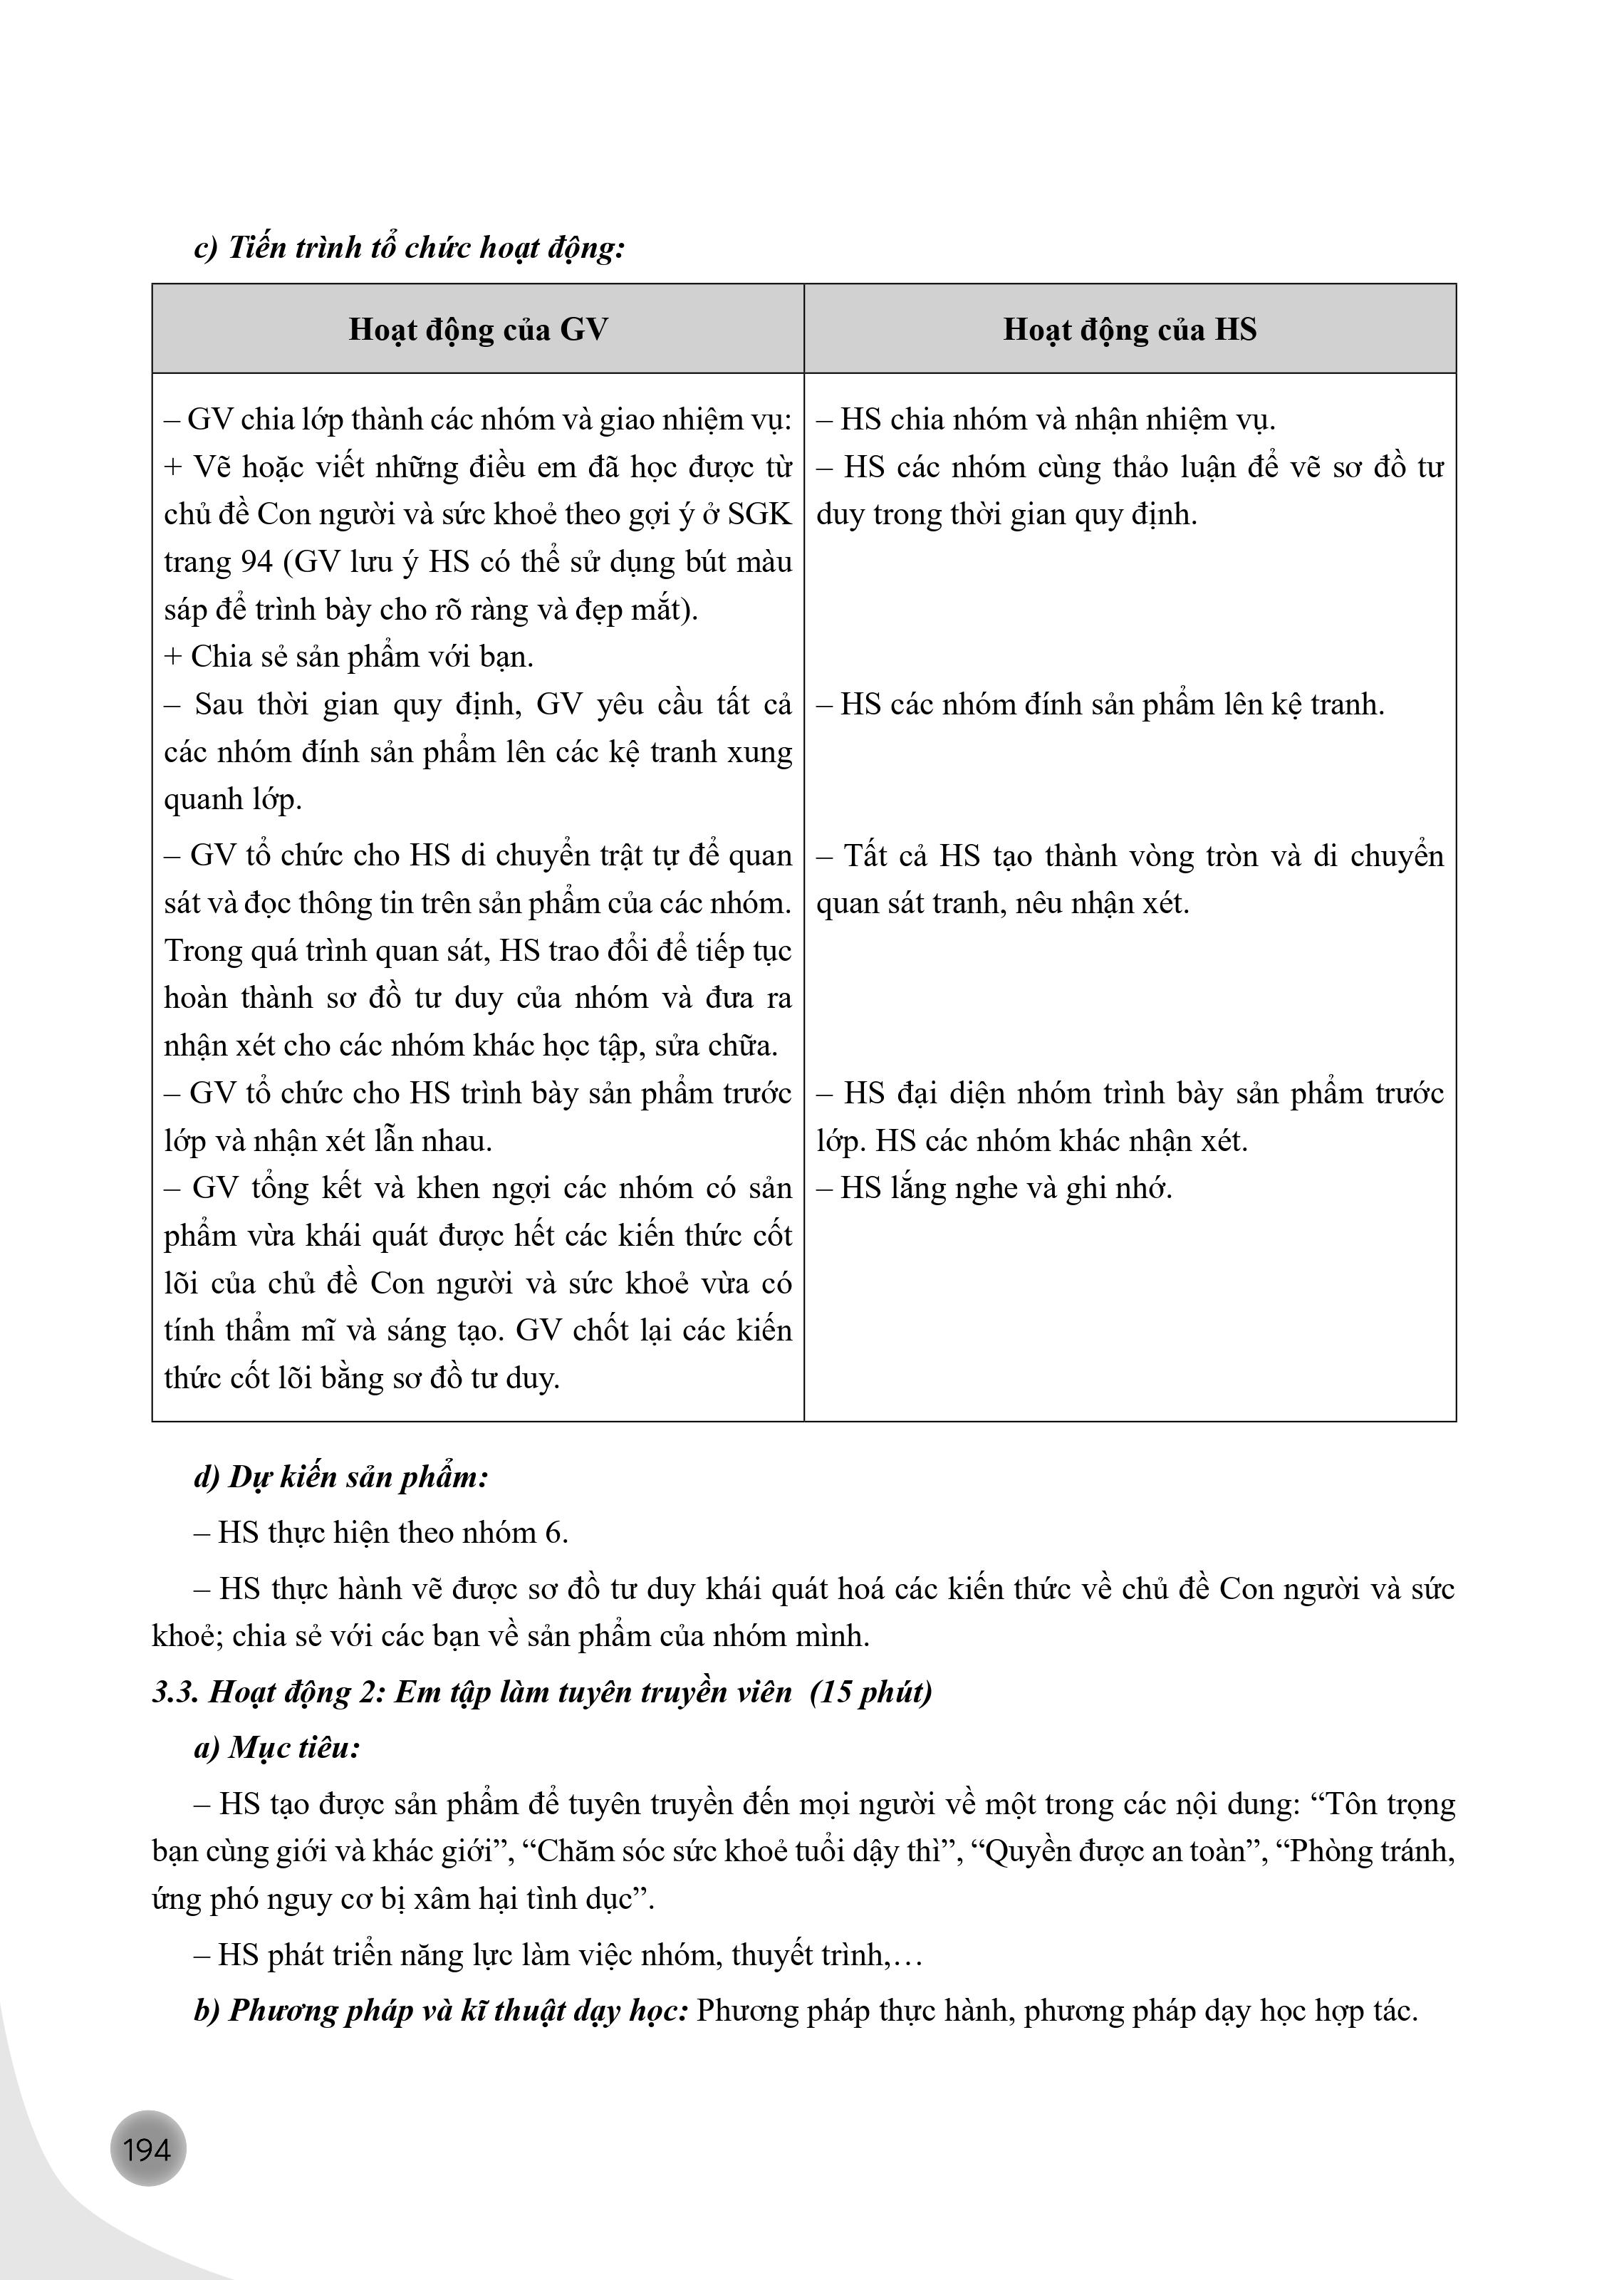 c) Tiến trình tổ chức hoạt động:
Hoạt động của GV
Hoạt động của HS
– GV chia lớp thành các nhóm và giao nhiệm vụ:
+ Vẽ hoặc viết những điều em đã học được từ
chủ đề Con người và sức khoẻ theo gợi ý ở SGK
trang 94 (GV lưu ý HS có thể sử dụng bút màu
sáp để trình bày cho rõ ràng và đẹp mắt).
+ Chia sẻ sản phẩm với bạn.
– Sau thời gian quy định, GV yêu cầu tất cả
các nhóm đính sản phẩm lên các kệ tranh xung
quanh lớp.
– GV tổ chức cho HS di chuyển trật tự để quan
sát và đọc thông tin trên sản phẩm của các nhóm.
Trong quá trình quan sát, HS trao đổi để tiếp tục
hoàn thành sơ đồ tư duy của nhóm và đưa ra
nhận xét cho các nhóm khác học tập, sửa chữa.
– GV tổ chức cho HS trình bày sản phẩm trước
lớp và nhận xét lẫn nhau.
– GV tổng kết và khen ngợi các nhóm có sản
phẩm vừa khái quát được hết các kiến thức cốt
lõi của chủ đề Con người và sức khoẻ vừa có
tính thẩm mĩ và sáng tạo. GV chốt lại các kiến
thức cốt lõi bằng sơ đồ tư duy.
– HS chia nhóm và nhận nhiệm vụ.
– HS các nhóm cùng thảo luận để vẽ sơ đồ tư
duy trong thời gian quy định.
– HS các nhóm đính sản phẩm lên kệ tranh.
– Tất cả HS tạo thành vòng tròn và di chuyển
quan sát tranh, nêu nhận xét.
– HS đại diện nhóm trình bày sản phẩm trước
lớp. HS các nhóm khác nhận xét.
– HS lắng nghe và ghi nhớ.
d) Dự kiến sản phẩm:
– HS thực hiện theo nhóm 6.
– HS thực hành vẽ được sơ đồ tư duy khái quát hoá các kiến thức về chủ đề Con người và sức
khoẻ; chia sẻ với các bạn về sản phẩm của nhóm mình.
3.3. Hoạt động 2: Em tập làm tuyên truyền viên (15 phút)
a) Mục tiêu:
– HS tạo được sản phẩm để tuyên truyền đến mọi người về một trong các nội dung: “Tôn trọng
bạn cùng giới và khác giới”, “Chăm sóc sức khoẻ tuổi dậy thì”, “Quyền được an toàn”, “Phòng tránh,
ứng phó nguy cơ bị xâm hại tình dục”.
– HS phát triển năng lực làm việc nhóm, thuyết trình,…
b) Phương pháp và kĩ thuật dạy học: Phương pháp thực hành, phương pháp dạy học hợp tác.
194